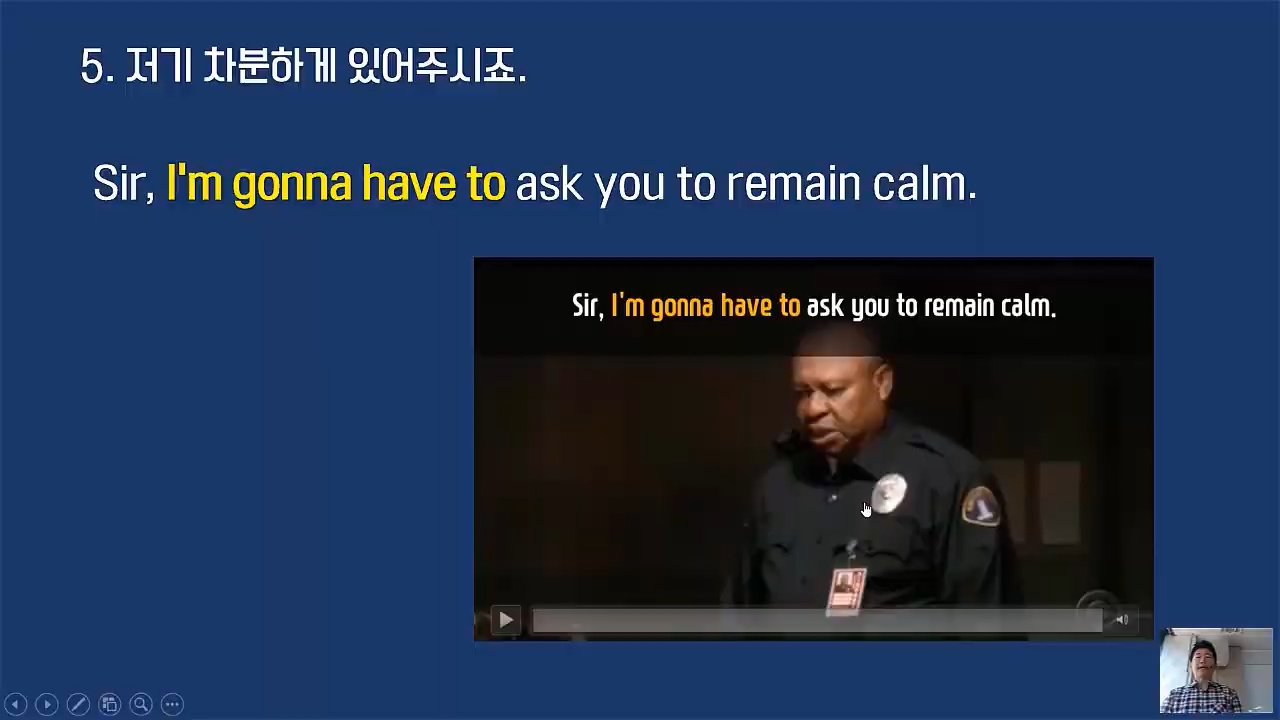 5. 저기 차분하게 있어주시죠.
Sir, I'm gonna have to ask you to remain calm.
Sir, I'm gonna have to ask you to remain calm.